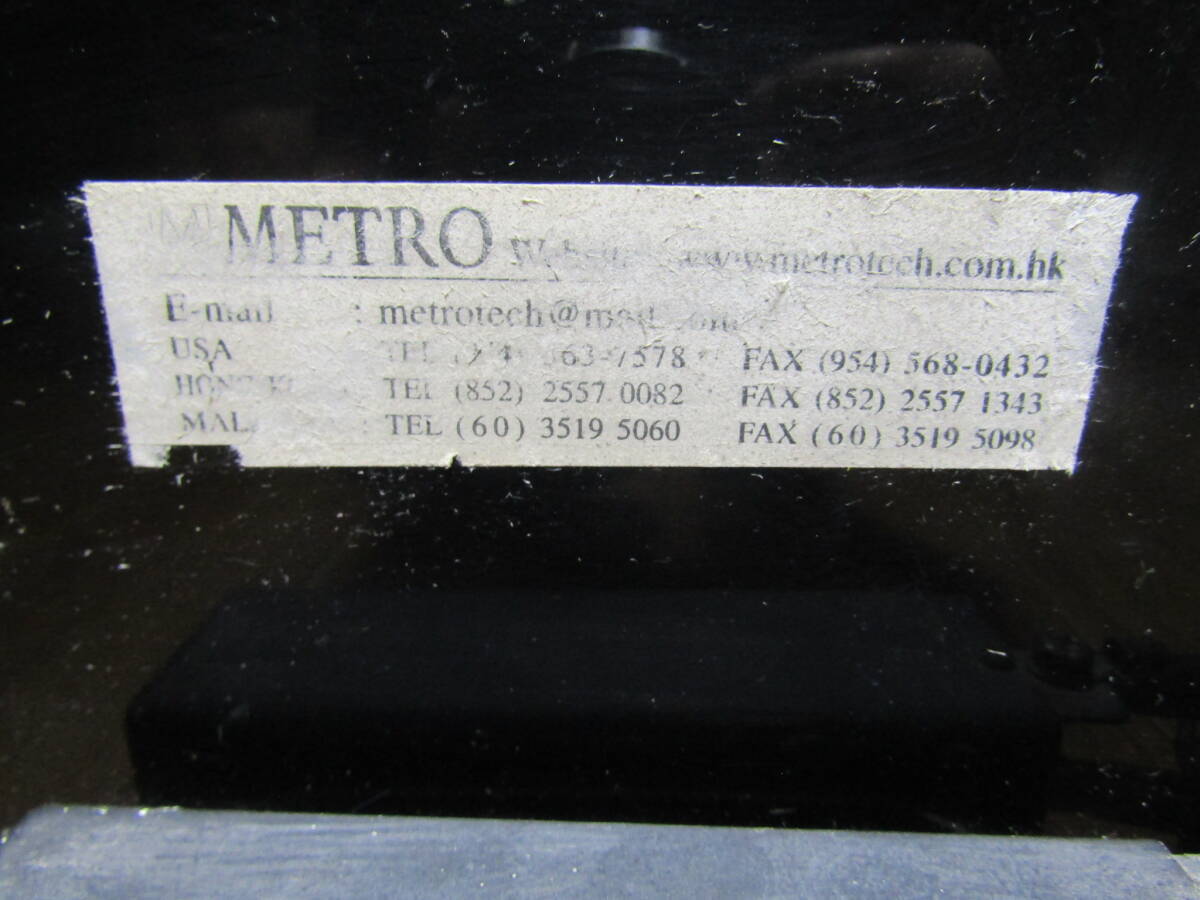 METRO www.metrotech.com.hk
E-mail :
USA TEL FAX (954) 568-0432
TEL (852) 2557 0082 FAX (852) 2557 1343
: TEL (60) 3519 5060 FAX (60) 3519 5098